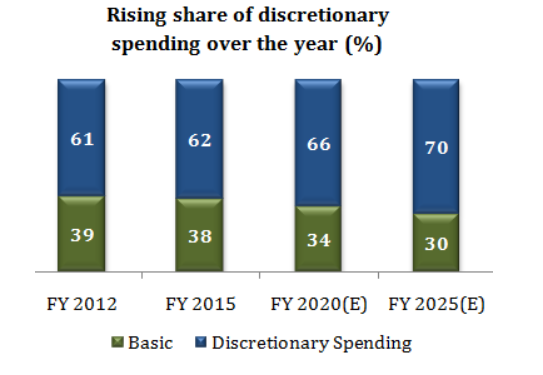 Rising share of discretionary
spending over the year (%)
61 62 66 70
39 38 34 30
FY 2012 FY 2015 FY 2020(E) FY 2025(E)
Basic Discretionary Spending